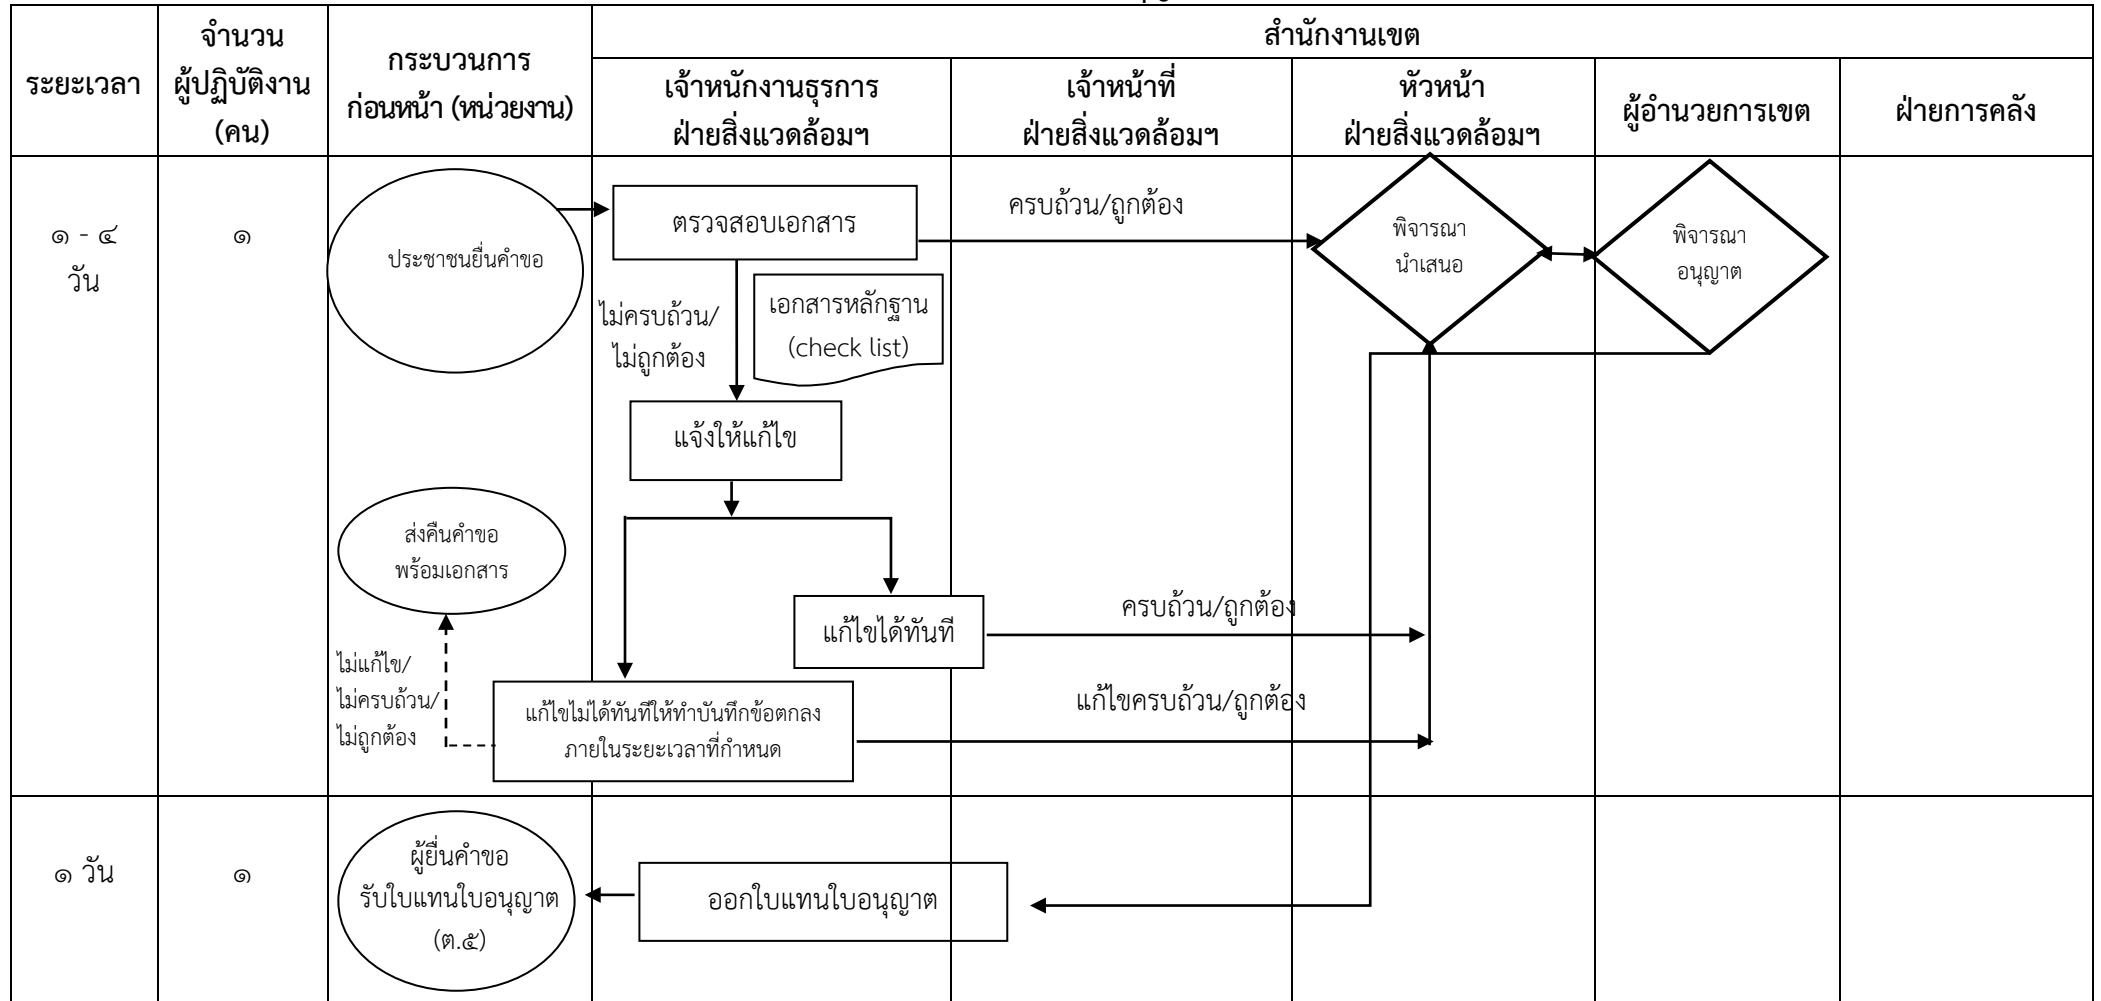 สำนักงานเขต
ระยะเวลา
จำนวน
ผู้ปฏิบัติงาน
(คน)
กระบวนการ
ก่อนหน้า (หน่วยงาน)
เจ้าหนักงานธุรการ
ฝ่ายสิ่งแวดล้อมฯ
เจ้าหน้าที่
ฝ่ายสิ่งแวดล้อมฯ
หัวหน้า
ฝ่ายสิ่งแวดล้อมฯ
ผู้อำนวยการเขต
ฝ่ายการคลัง
๑ - ๔
วัน
๑
ประชาชนยื่นคำขอ
ตรวจสอบเอกสาร
ครบถ้วน/ถูกต้อง
พิจารณา
นำเสนอ
พิจารณา
อนุญาต
ไม่ครบถ้วน/
ไม่ถูกต้อง
เอกสารหลักฐาน
(check list)
แจ้งให้แก้ไข
ส่งคืนคำขอ
พร้อมเอกสาร
แก้ไขได้ทันที
ครบถ้วน/ถูกต้อง
ไม่แก้ไข/
ไม่ครบถ้วน/
ไม่ถูกต้อง
แก้ไขไม่ได้ทันทีให้ทำบันทึกข้อตกลง
ภายในระยะเวลาที่กำหนด
แก้ไขครบถ้วน/ถูกต้อง
๑ วัน
๑
ผู้ยื่นคำขอ
รับใบแทนใบอนุญาต
(ต.๕)
ออกใบแทนใบอนุญาต